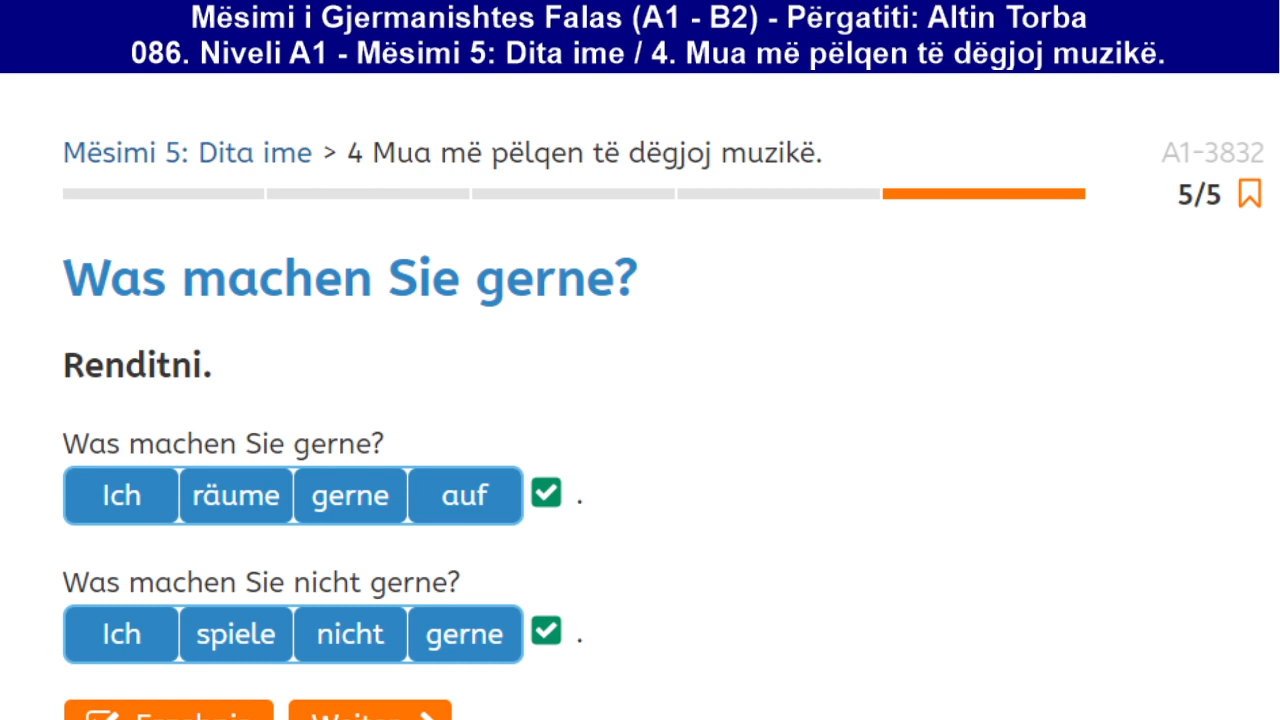 Mësimi i Gjermanishtes Falas (A1 - B2) - Përgatiti: Altin Torba
086. Niveli A1 - Mësimi 5: Dita ime / 4. Mua më pëlqen të dëgjoj muzikë.
Mësimi 5: Dita ime > 4 Mua më pëlqen të dëgjoj muzikë. A1-3832
5/5
Was machen Sie gerne?
Renditni.
Was machen Sie gerne?
Ich räume gerne auf .
Was machen Sie nicht gerne?
Ich spiele nicht gerne .